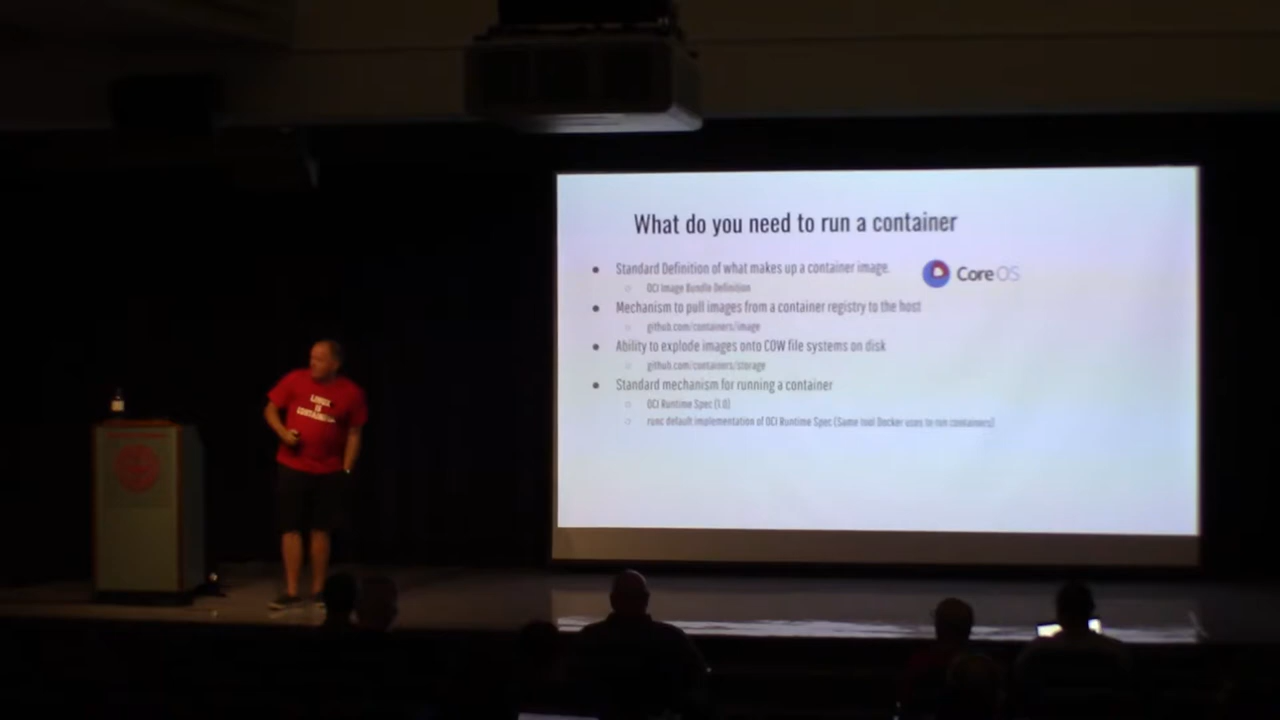 What do you need to run a container
Standard Definition of what makes up a container image.
CoreOS
OCI Image Bundle Definition
Mechanism to pull images from a container registry to the host
github.com/containers/image
Ability to explode images onto COW file systems on disk
github.com/containers/storage
Standard mechanism for running a container
OCI Runtime Spec (1.0)
runc default implementation of OCI Runtime Spec (Same tool Docker uses to run containers)
LINUX
IS
CONTAINERS